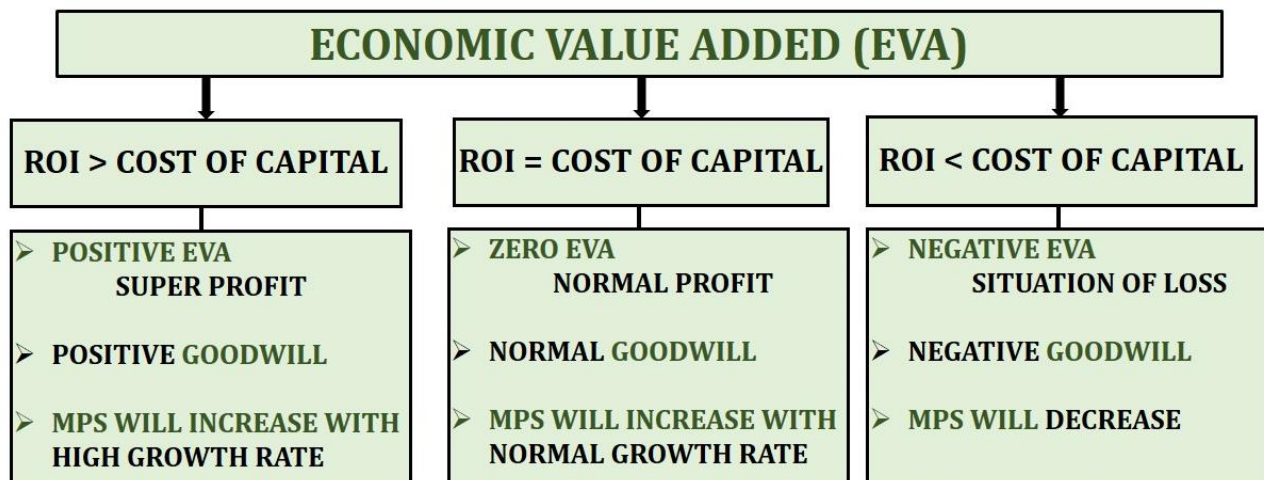 ECONOMIC VALUE ADDED (EVA)
ROI > COST OF CAPITAL
➢ POSITIVE EVA
SUPER PROFIT
➢ POSITIVE GOODWILL
➢ MPS WILL INCREASE WITH
HIGH GROWTH RATE
ROI = COST OF CAPITAL
➢ ZERO EVA
NORMAL PROFIT
➢ NORMAL GOODWILL
➢ MPS WILL INCREASE WITH
NORMAL GROWTH RATE
ROI < COST OF CAPITAL
➢ NEGATIVE EVA
SITUATION OF LOSS
➢ NEGATIVE GOODWILL
➢ MPS WILL DECREASE